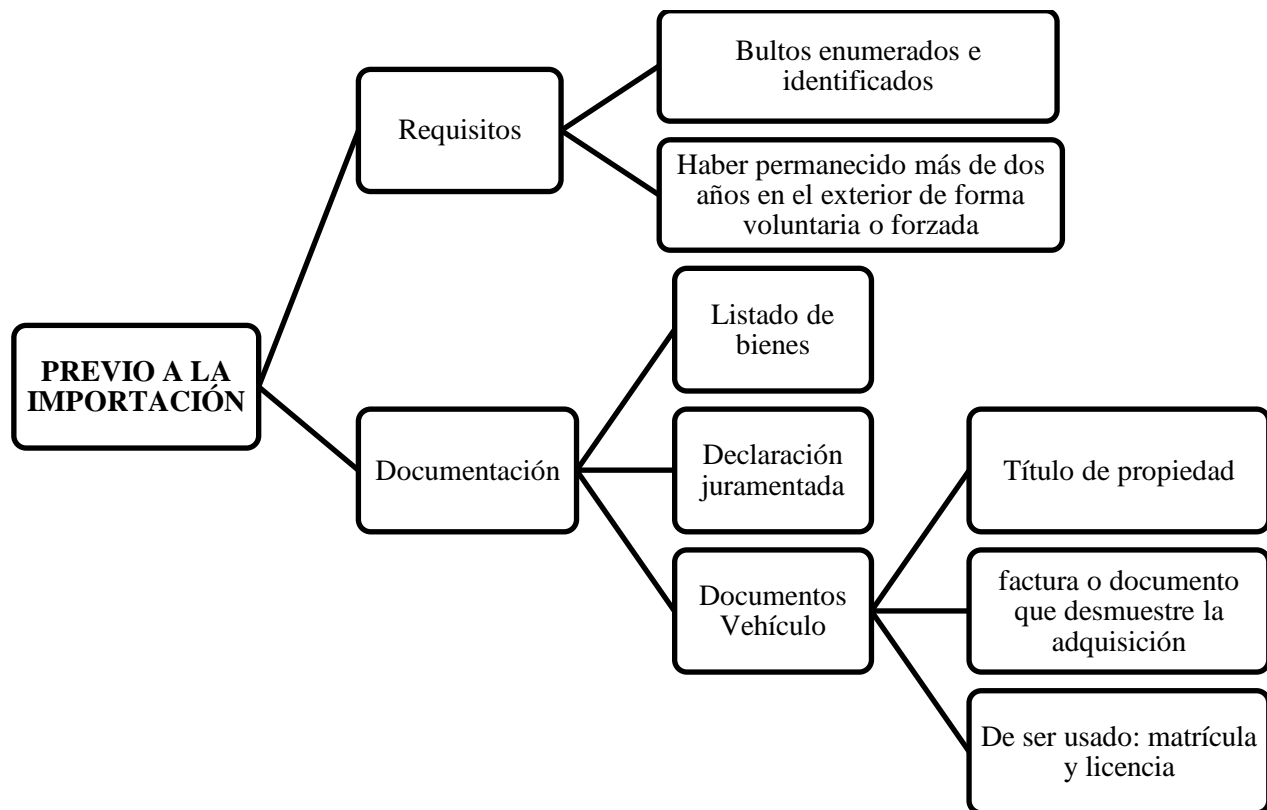 PREVIO A LA
IMPORTACIÓN
Requisitos
Bultos enumerados e
identificados
Haber permanecido más de dos
años en el exterior de forma
voluntaria o forzada
Documentación
Listado de
bienes
Declaración
juramentada
Documentos
Vehículo
Título de propiedad
factura o documento
que desmuestre la
adquisición
De ser usado: matrícula
y licencia